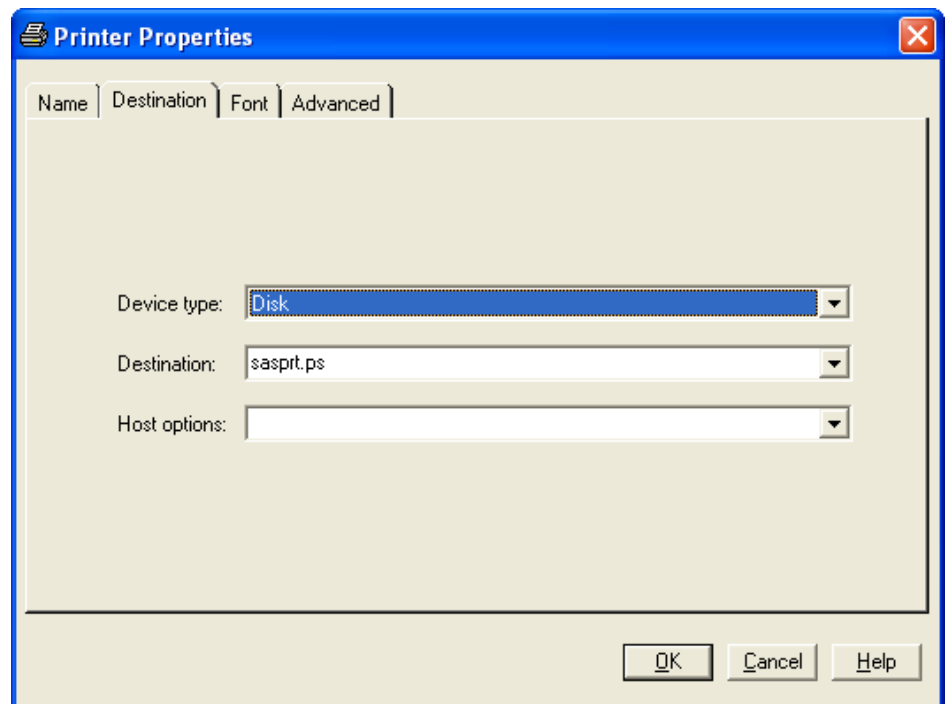 Printer Properties
Name Destination Font Advanced
Device type: Disk
Destination: sasprt.ps
Host options:
OK Cancel Help